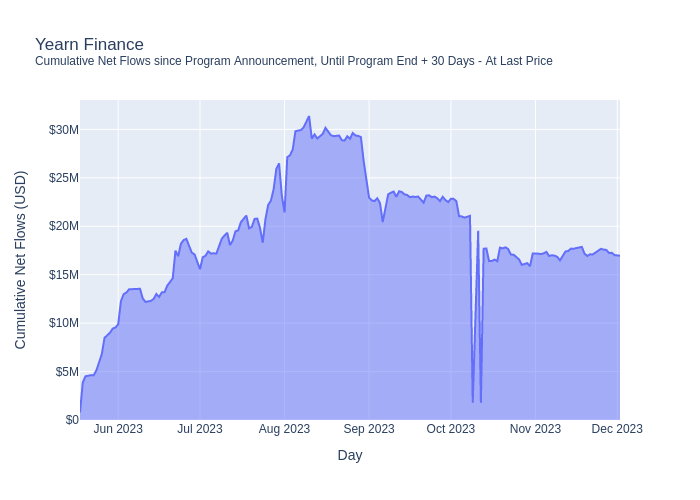 Yearn Finance
Cumulative Net Flows since Program Announcement, Until Program End + 30 Days - At Last Price
$30M
$25M
$20M
$15M
$10M
$5M
$0
Cumulative Net Flows (USD)
Jun 2023
Jul 2023
Aug 2023
Sep 2023
Oct 2023
Nov 2023
Dec 2023
Day